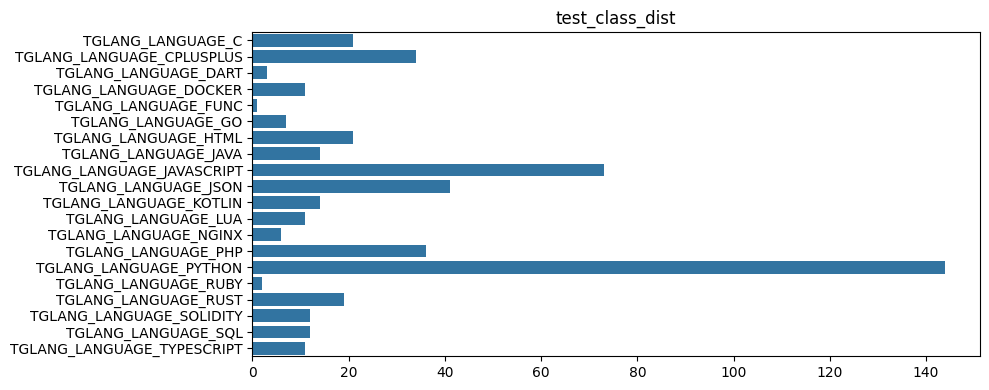 test_class_dist
TGLANG_LANGUAGE_C
TGLANG_LANGUAGE_CPLUSPLUS
TGLANG_LANGUAGE_DART
TGLANG_LANGUAGE_DOCKER
TGLANG_LANGUAGE_FUNC
TGLANG_LANGUAGE_GO
TGLANG_LANGUAGE_HTML
TGLANG_LANGUAGE_JAVA
TGLANG_LANGUAGE_JAVASCRIPT
TGLANG_LANGUAGE_JSON
TGLANG_LANGUAGE_KOTLIN
TGLANG_LANGUAGE_LUA
TGLANG_LANGUAGE_NGINX
TGLANG_LANGUAGE_PHP
TGLANG_LANGUAGE_PYTHON
TGLANG_LANGUAGE_RUBY
TGLANG_LANGUAGE_RUST
TGLANG_LANGUAGE_SOLIDITY
TGLANG_LANGUAGE_SQL
TGLANG_LANGUAGE_TYPESCRIPT
0 20 40 60 80 100 120 140